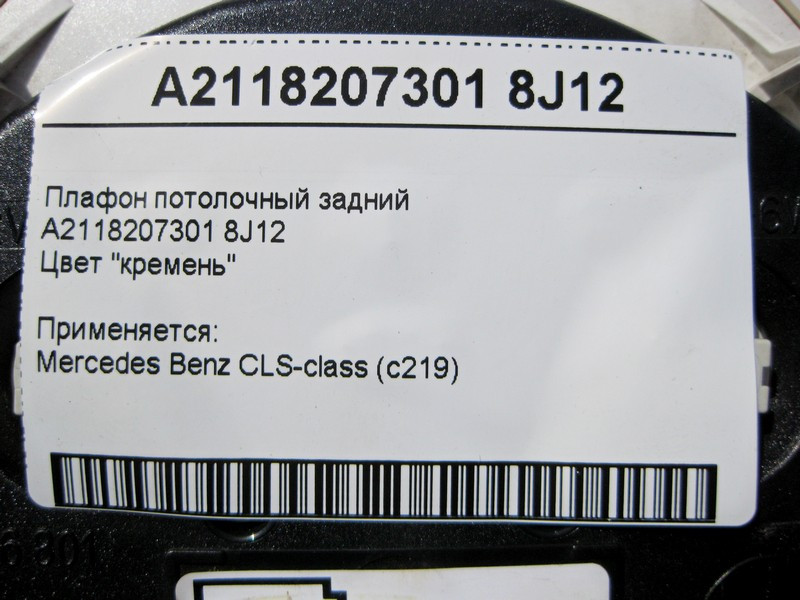 A2118207301 8J12
Плафон потолочный задний
A2118207301 8J12
Цвет "кремень"
Применяется:
Mercedes Benz CLS-class (c219)